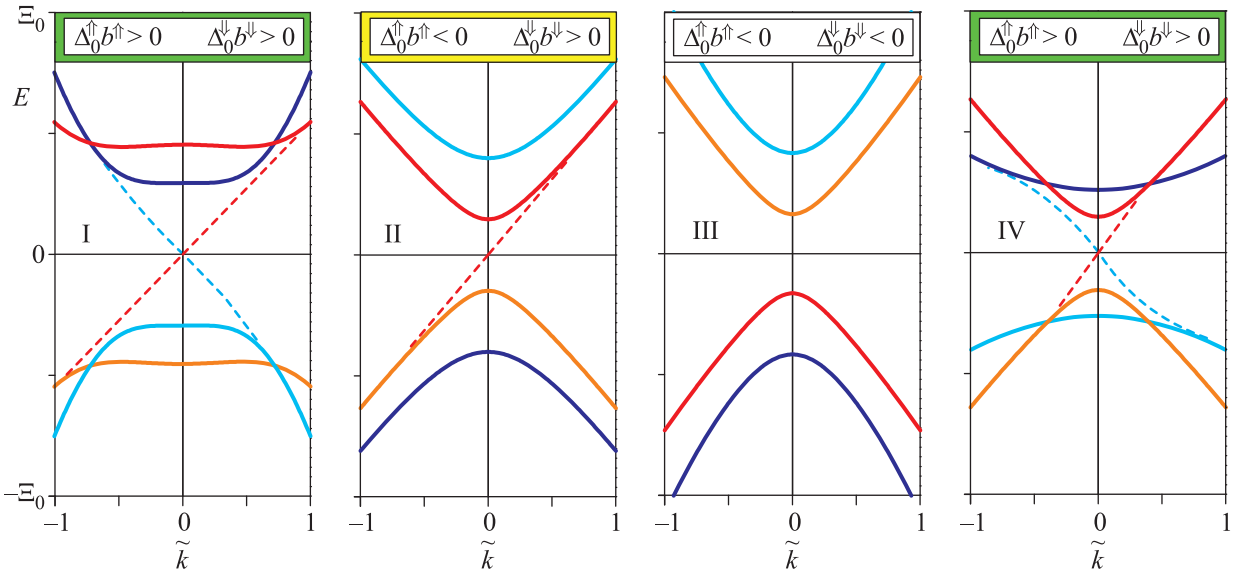 Ξ₀
Δ₀^⇑b^⇑ > 0 Δ₀^⇓b^⇓ > 0
Δ₀^⇑b^⇑ < 0 Δ₀^⇓b^⇓ > 0
Δ₀^⇑b^⇑ < 0 Δ₀^⇓b^⇓ < 0
Δ₀^⇑b^⇑ > 0 Δ₀^⇓b^⇓ > 0
E
I
II
III
IV
0
−Ξ₀
−1 0 1
−1 0 1
−1 0 1
−1 0 1
k̃
k̃
k̃
k̃